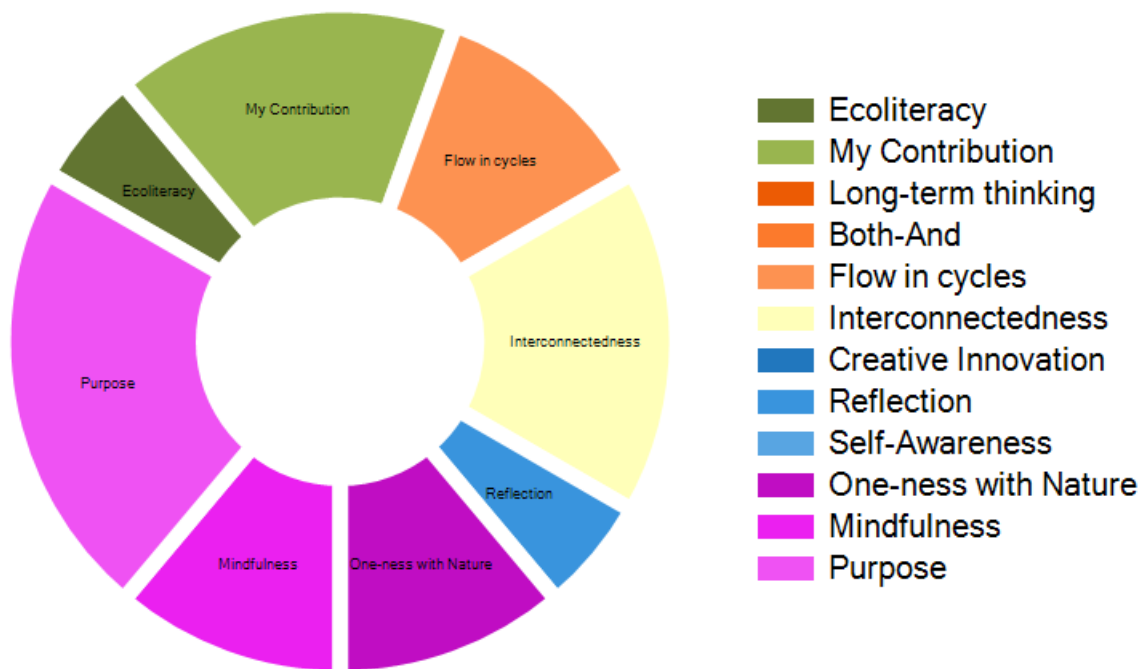 My Contribution
Flow in cycles
Ecoliteracy
Interconnectedness
Purpose
Reflection
Mindfulness
One-ness with Nature
Ecoliteracy
My Contribution
Long-term thinking
Both-And
Flow in cycles
Interconnectedness
Creative Innovation
Reflection
Self-Awareness
One-ness with Nature
Mindfulness
Purpose